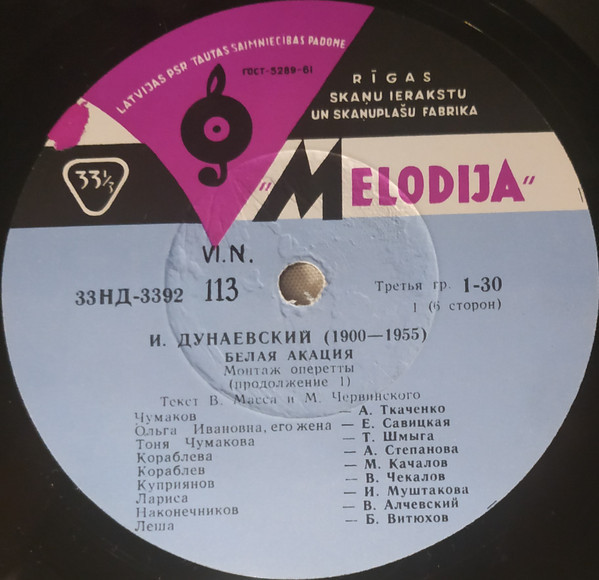 LATVIJAS PSR TAUTAS SAIMNIECĪBAS PADOME
ГОСТ-5289-61
RĪGAS
SKAŅU IERAKSTU
UN SKAŅUPLAŠU FABRIKA
33⅓
"MELODIJA"
VI.N.
33НД-3392 113
Третья гр. 1-30
1 (6 сторон)
И. ДУНАЕВСКИЙ (1900—1955)
БЕЛАЯ АКАЦИЯ
Монтаж оперетты
(продолжение 1)
Текст В. Масса и М. Червинского
Чумаков — А. Ткаченко
Ольга Ивановна, его жена — Е. Савицкая
Тоня Чумакова — Т. Шмыга
Кораблева — А. Степанова
Кораблев — М. Качалов
Куприянов — В. Чекалов
Лариса — И. Муштакова
Наконечников — В. Алчевский
Леша — Б. Витюхов